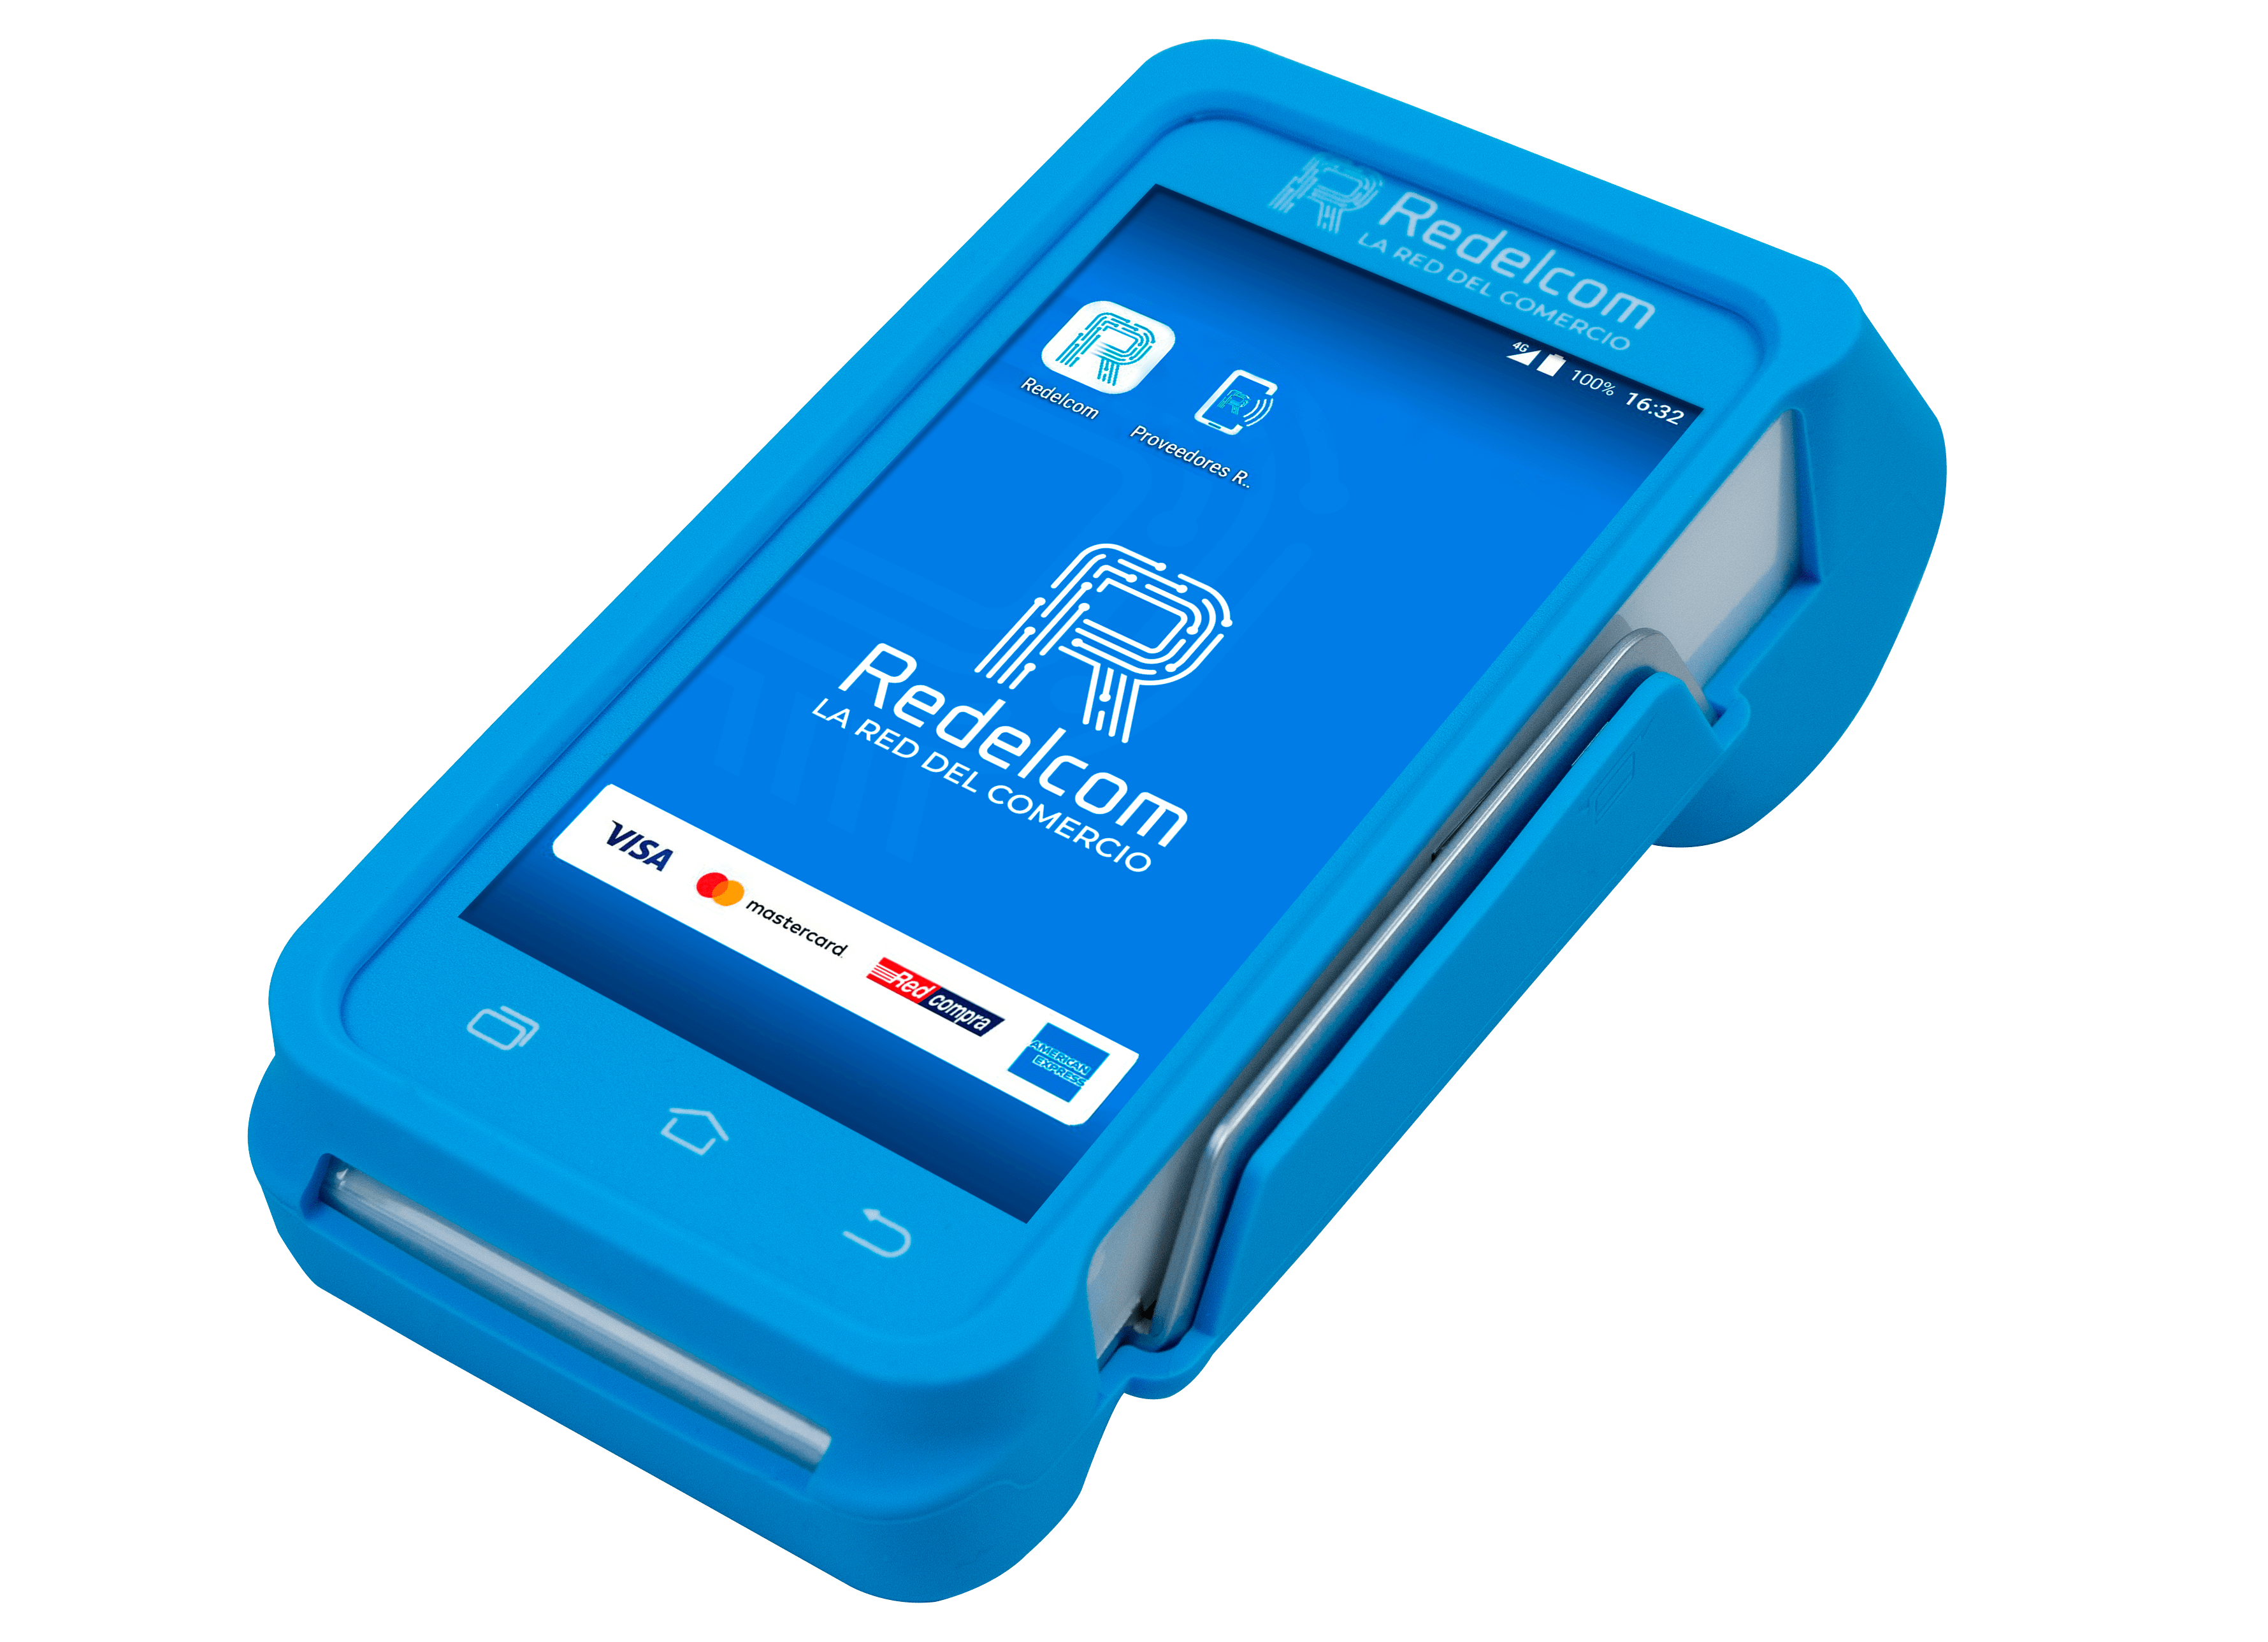 Redelcom
LA RED DEL COMERCIO
4G 100% 16:32
Redelcom
Proveedores R..
Redelcom
LA RED DEL COMERCIO
VISA
mastercard
Red compra
AMERICAN
EXPRESS